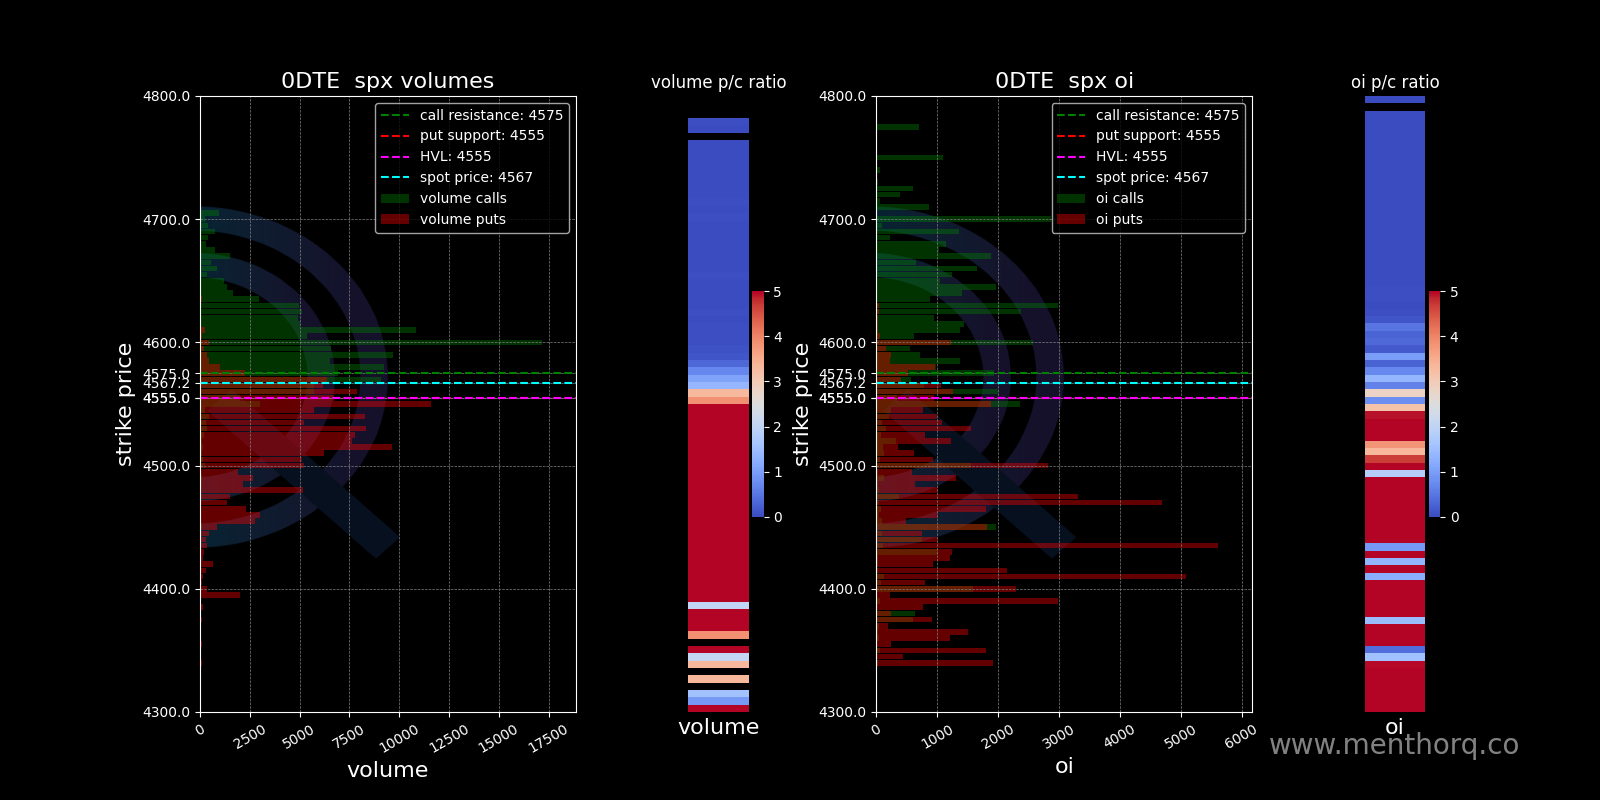 0DTE  spx volumes
volume p/c ratio
0DTE  spx oi
oi p/c ratio
4800.0
4700.0
4600.0
4575.0
4567.2
4555.0
4500.0
4400.0
4300.0
strike price
call resistance: 4575
put support: 4555
HVL: 4555
spot price: 4567
volume calls
volume puts
0
2500
5000
7500
10000
12500
15000
17500
volume
5
4
3
2
1
0
volume
4800.0
4700.0
4600.0
4575.0
4567.2
4555.0
4500.0
4400.0
4300.0
strike price
call resistance: 4575
put support: 4555
HVL: 4555
spot price: 4567
oi calls
oi puts
0
1000
2000
3000
4000
5000
6000
oi
5
4
3
2
1
0
oi
www.menthorq.co